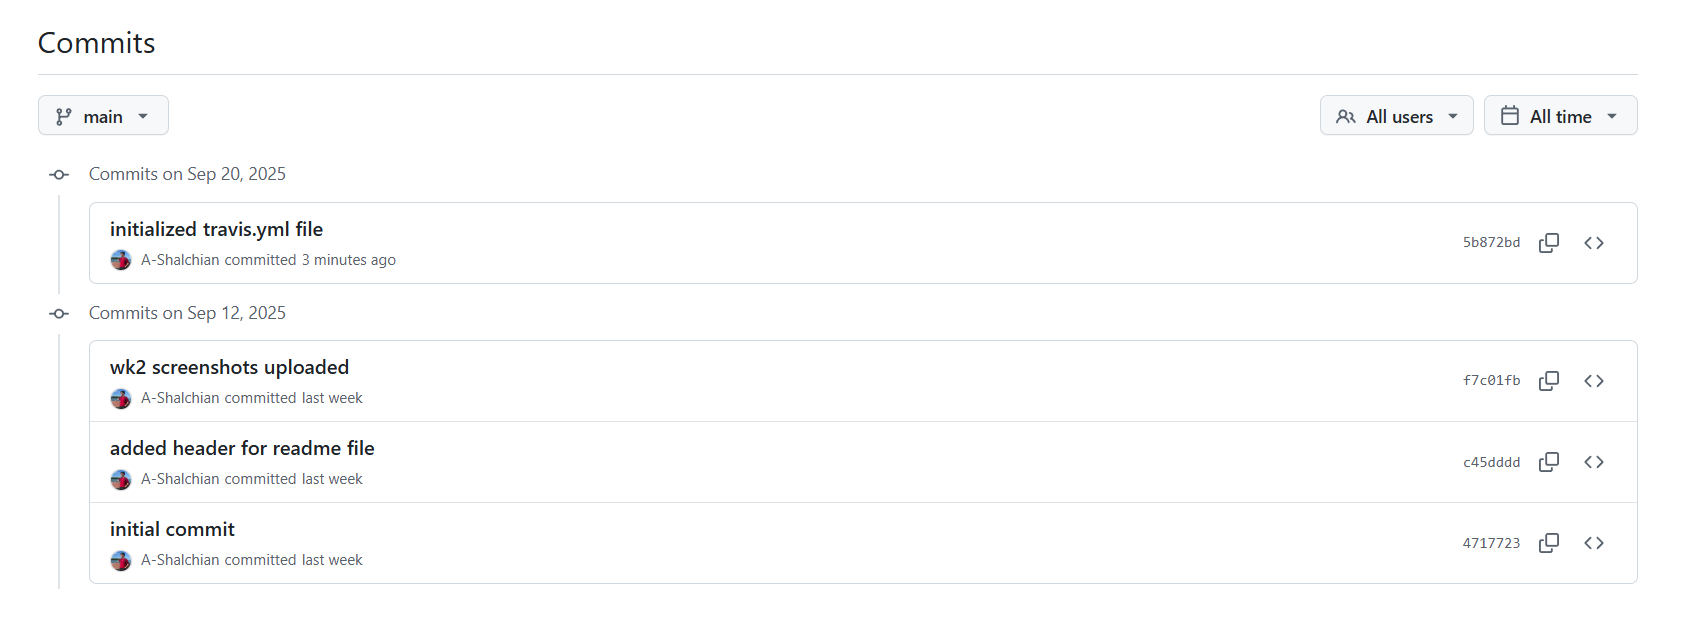 Commits
main
All users
All time
Commits on Sep 20, 2025
initialized travis.yml file
5b872bd
A-Shalchian committed 3 minutes ago
Commits on Sep 12, 2025
wk2 screenshots uploaded
f7c01fb
A-Shalchian committed last week
added header for readme file
c45dddd
A-Shalchian committed last week
initial commit
4717723
A-Shalchian committed last week